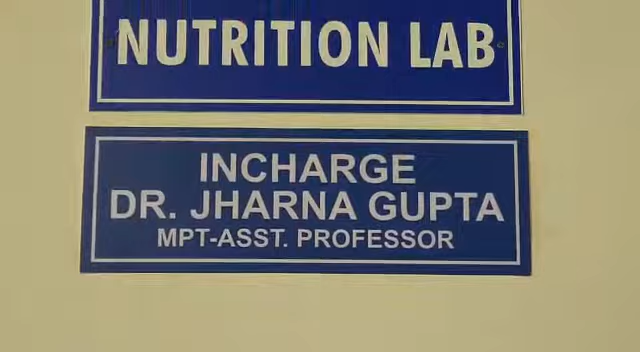 NUTRITION LAB
INCHARGE
DR. JHARNA GUPTA
MPT-ASST. PROFESSOR